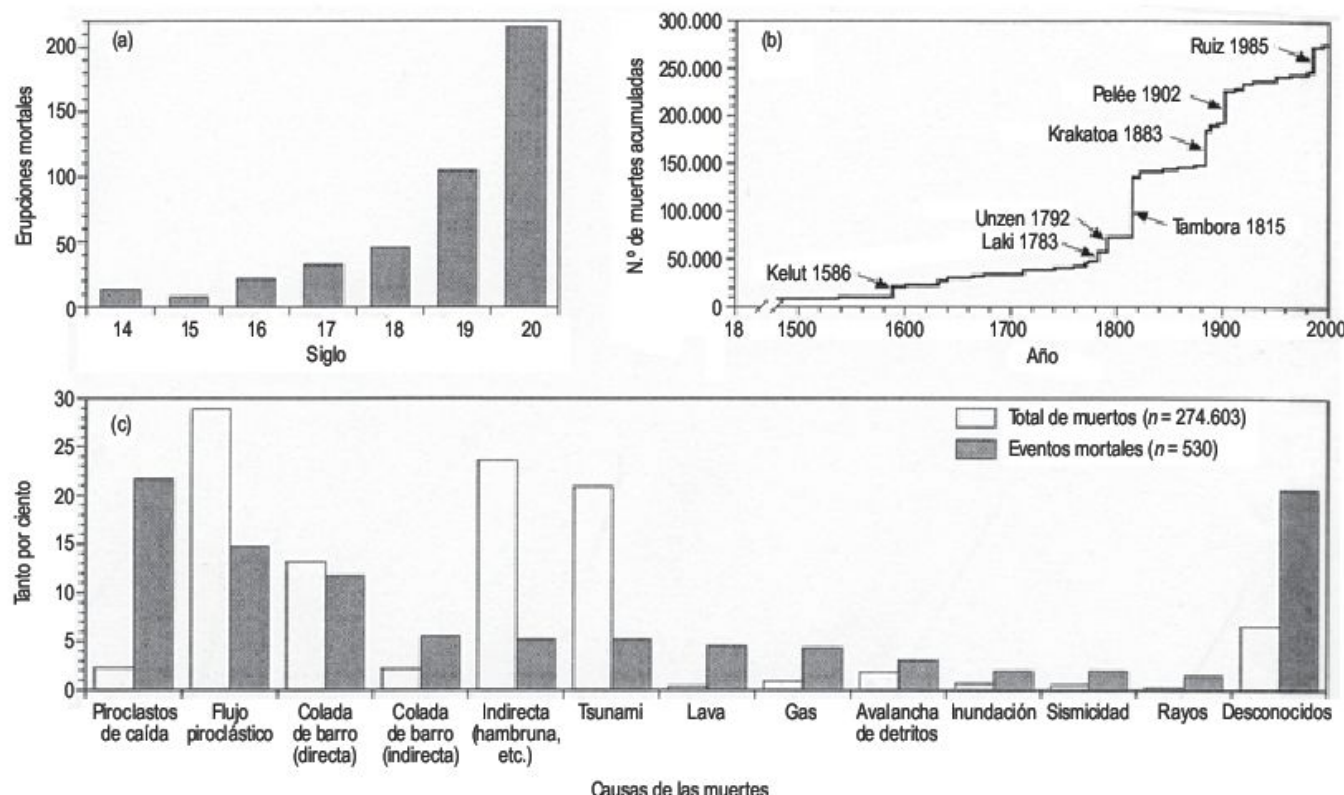 (a)
Erupciones mortales
200
150
100
50
0
14 15 16 17 18 19 20
Siglo
(b)
N.º de muertes acumuladas
300.000
250.000
200.000
150.000
100.000
50.000
0
Ruiz 1985
Pelée 1902
Krakatoa 1883
Unzen 1792
Laki 1783
Tambora 1815
Kelut 1586
18 1500 1600 1700 1800 1900 2000
Año
(c)
Tanto por ciento
30
25
20
15
10
5
0
Total de muertos (n = 274.603)
Eventos mortales (n = 530)
Piroclastos
de caída
Flujo
piroclástico
Colada
de barro
(directa)
Colada
de barro
(indirecta)
Indirecta
(hambruna,
etc.)
Tsunami
Lava
Gas
Avalancha
de detritos
Inundación
Sismicidad
Rayos
Desconocidos
Causas de las muertes